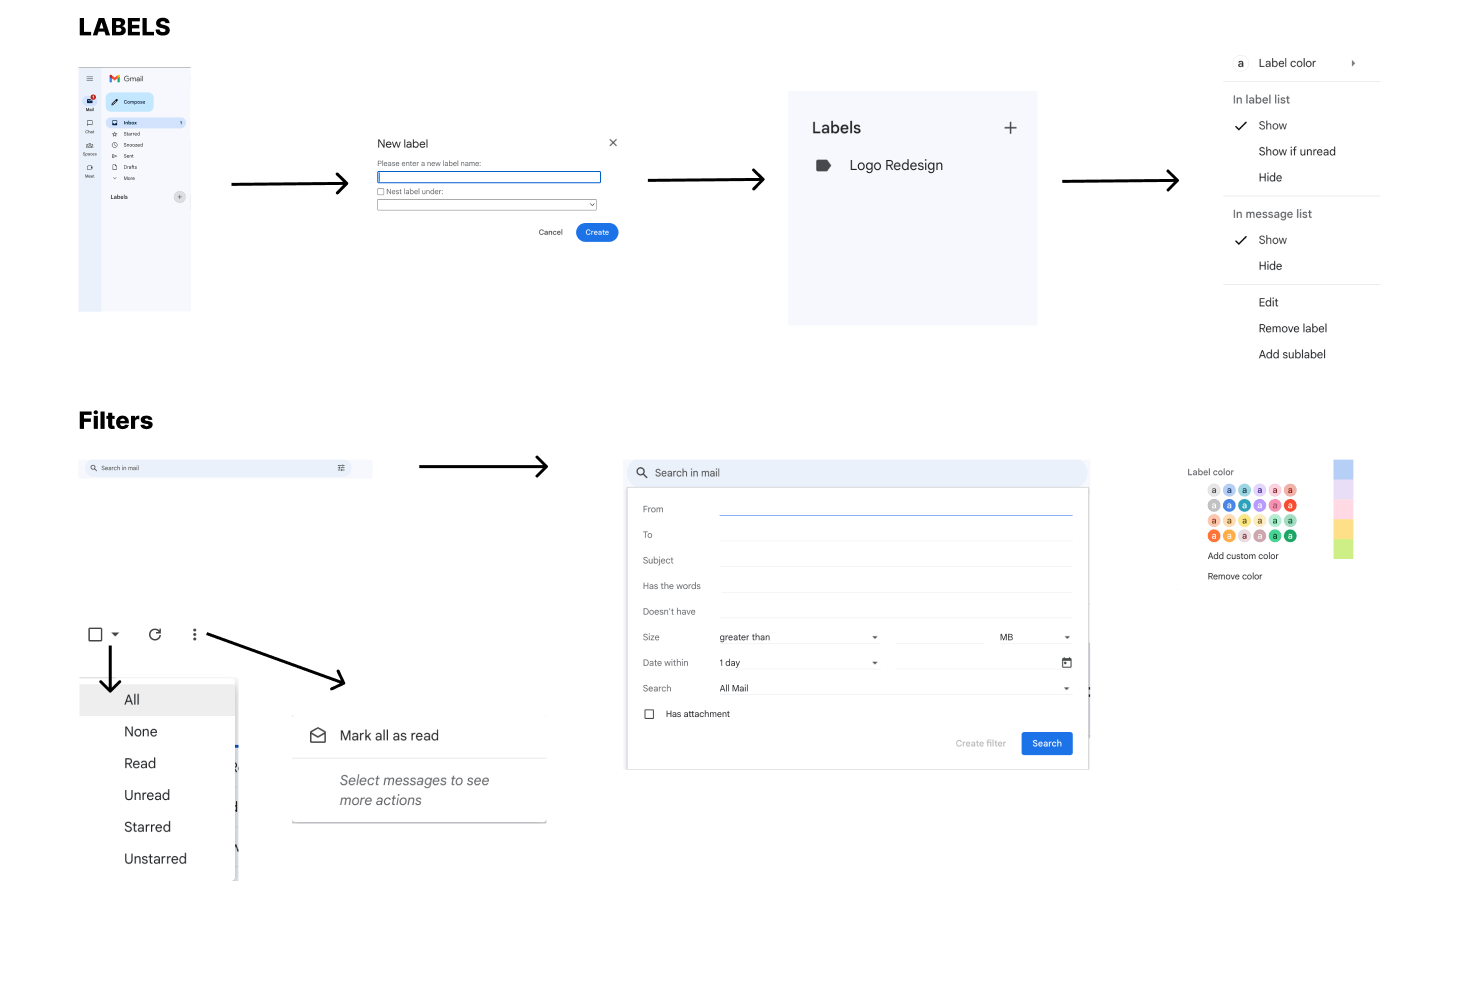 LABELS
Gmail
Compose
Mail
Inbox 1
Starred
Chat
Snoozed
Spaces
Sent
Drafts
Meet
More
Labels
New label
Please enter a new label name:
Nest label under:
Cancel Create
Labels
Logo Redesign
a Label color
In label list
Show
Show if unread
Hide
In message list
Show
Hide
Edit
Remove label
Add sublabel
Filters
Search in mail
Search in mail
From
To
Subject
Has the words
Doesn't have
Size greater than MB
Date within 1 day
Search All Mail
Has attachment
Create filter Search
Label color
a a a a a a
a a a a a a
a a a a a a
a a a a a a
Add custom color
Remove color
All
None
Read
Unread
Starred
Unstarred
Mark all as read
Select messages to see
more actions